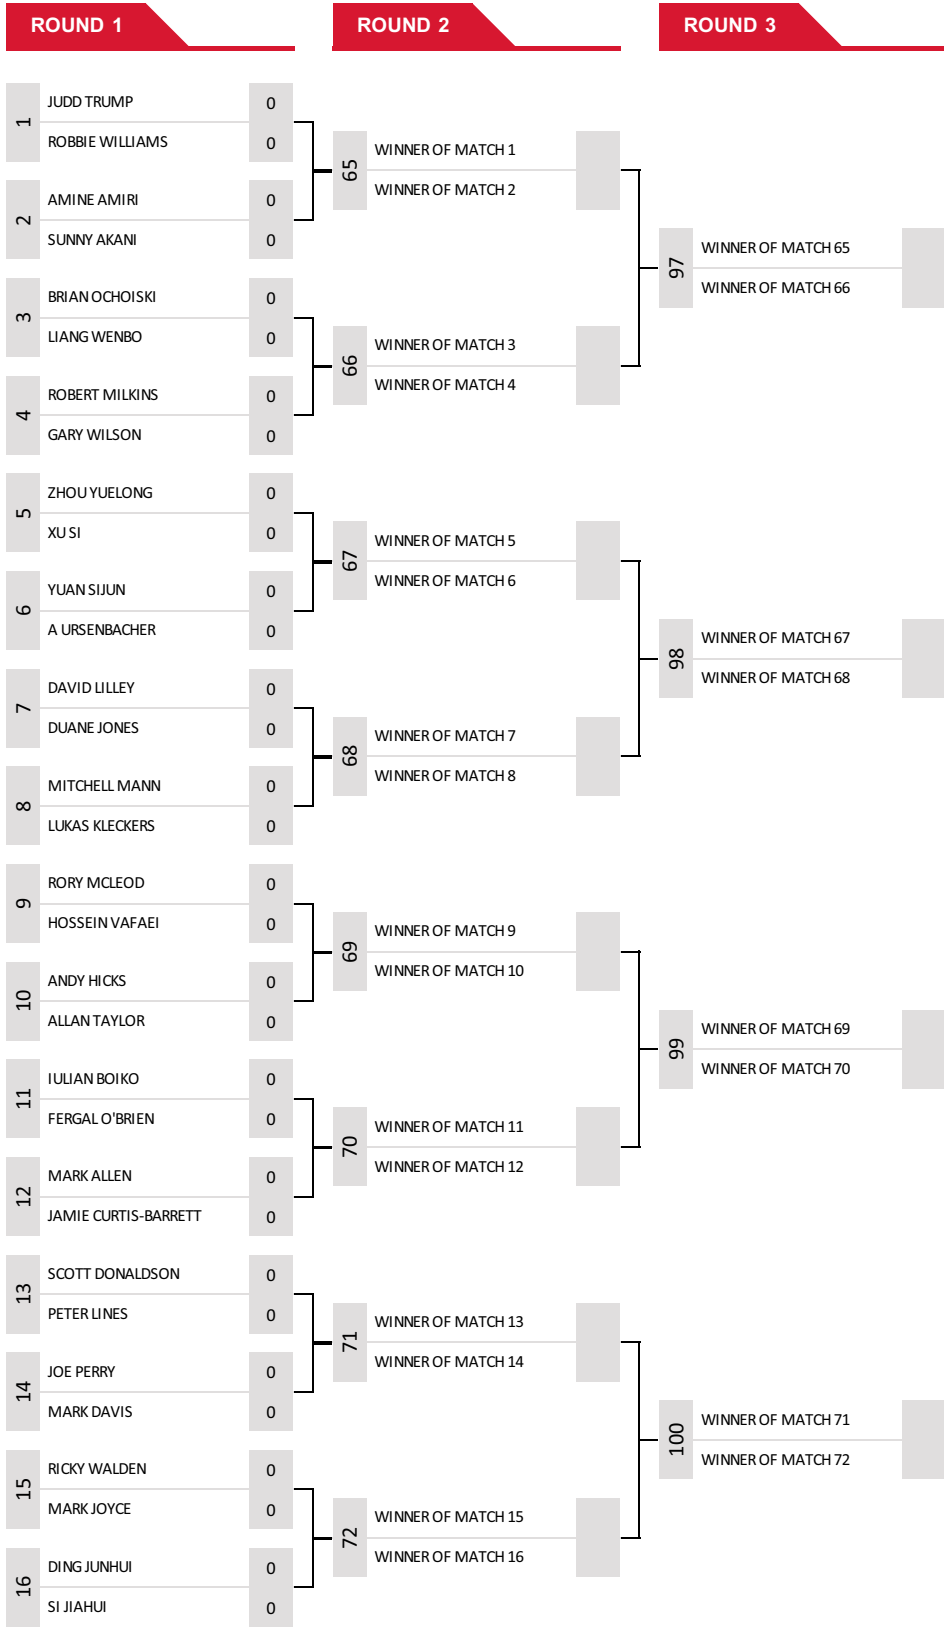 ROUND 1
ROUND 2
ROUND 3
1
JUDD TRUMP 0
ROBBIE WILLIAMS 0
2
AMINE AMIRI 0
SUNNY AKANI 0
3
BRIAN OCHOISKI 0
LIANG WENBO 0
4
ROBERT MILKINS 0
GARY WILSON 0
5
ZHOU YUELONG 0
XU SI 0
6
YUAN SIJUN 0
A URSENBACHER 0
7
DAVID LILLEY 0
DUANE JONES 0
8
MITCHELL MANN 0
LUKAS KLECKERS 0
9
RORY MCLEOD 0
HOSSEIN VAFAEI 0
10
ANDY HICKS 0
ALLAN TAYLOR 0
11
IULIAN BOIKO 0
FERGAL O'BRIEN 0
12
MARK ALLEN 0
JAMIE CURTIS-BARRETT 0
13
SCOTT DONALDSON 0
PETER LINES 0
14
JOE PERRY 0
MARK DAVIS 0
15
RICKY WALDEN 0
MARK JOYCE 0
16
DING JUNHUI 0
SI JIAHUI 0
65
WINNER OF MATCH 1
WINNER OF MATCH 2
66
WINNER OF MATCH 3
WINNER OF MATCH 4
67
WINNER OF MATCH 5
WINNER OF MATCH 6
68
WINNER OF MATCH 7
WINNER OF MATCH 8
69
WINNER OF MATCH 9
WINNER OF MATCH 10
70
WINNER OF MATCH 11
WINNER OF MATCH 12
71
WINNER OF MATCH 13
WINNER OF MATCH 14
72
WINNER OF MATCH 15
WINNER OF MATCH 16
97
WINNER OF MATCH 65
WINNER OF MATCH 66
98
WINNER OF MATCH 67
WINNER OF MATCH 68
99
WINNER OF MATCH 69
WINNER OF MATCH 70
100
WINNER OF MATCH 71
WINNER OF MATCH 72